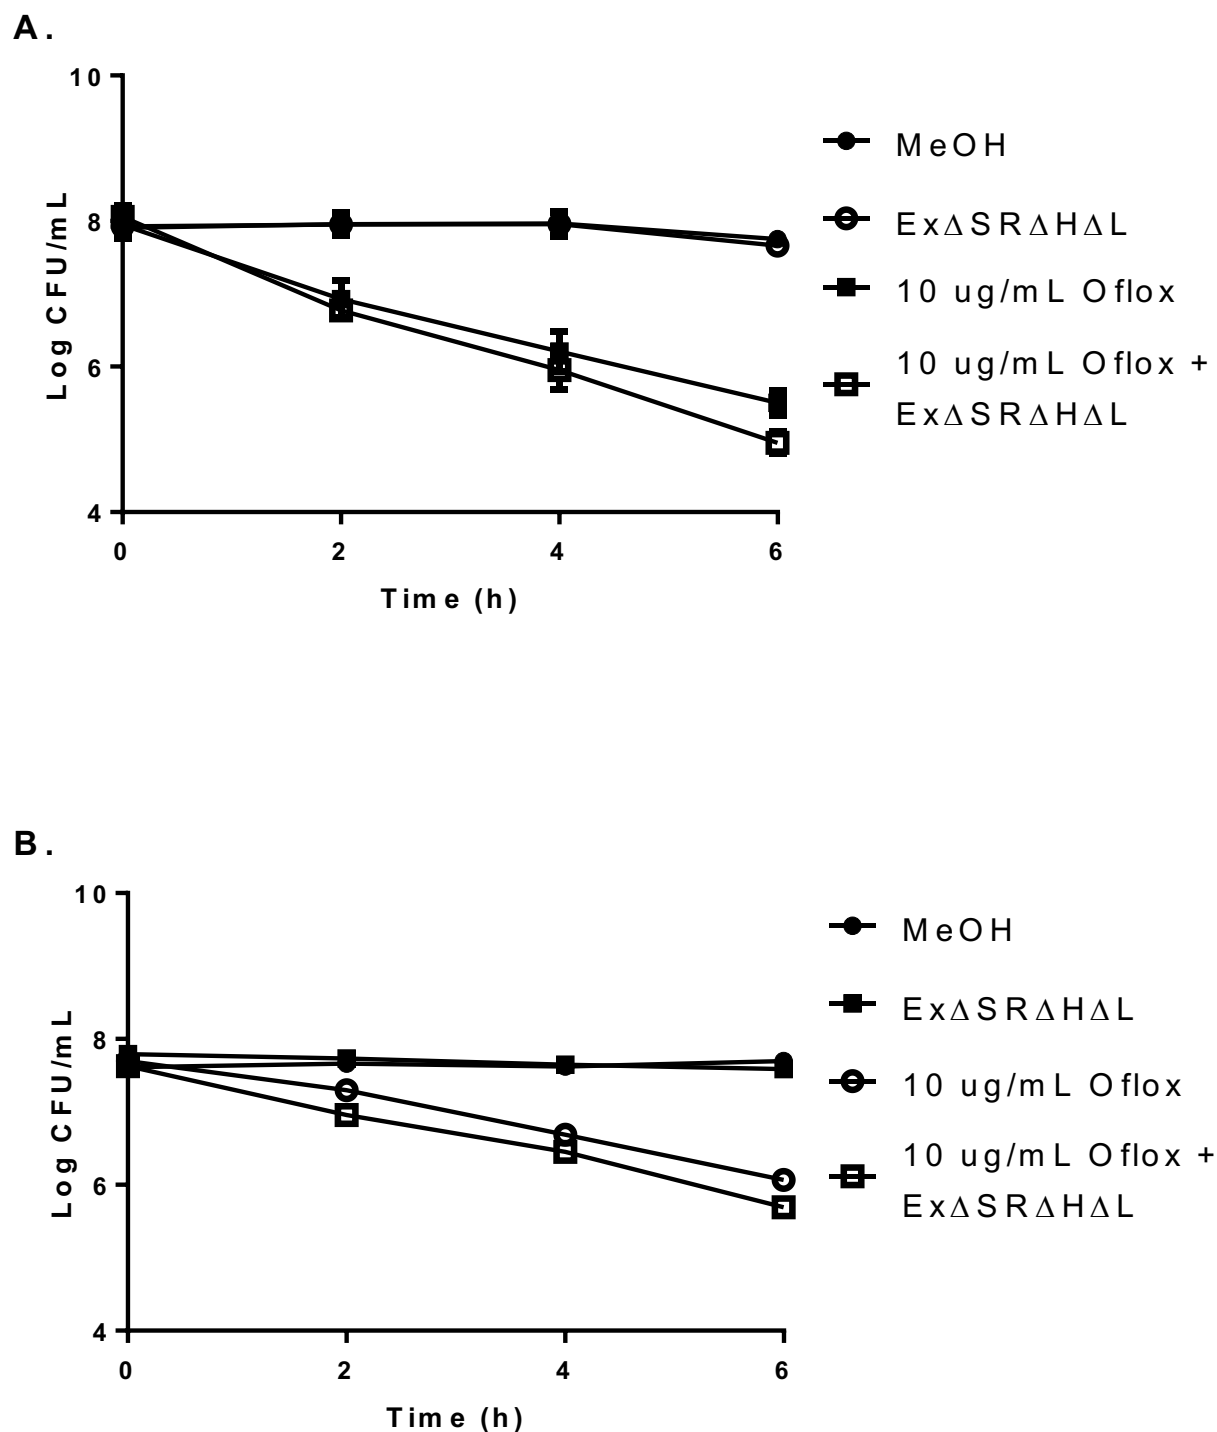 A.
10
8
6
4
0
2
4
6
Log CFU/mL
Time (h)
MeOH
ExΔSRΔHΔL
10 ug/mL Oflox
10 ug/mL Oflox +
ExΔSRΔHΔL
B.
10
8
6
4
0
2
4
6
Log CFU/mL
Time (h)
MeOH
ExΔSRΔHΔL
10 ug/mL Oflox
10 ug/mL Oflox +
ExΔSRΔHΔL